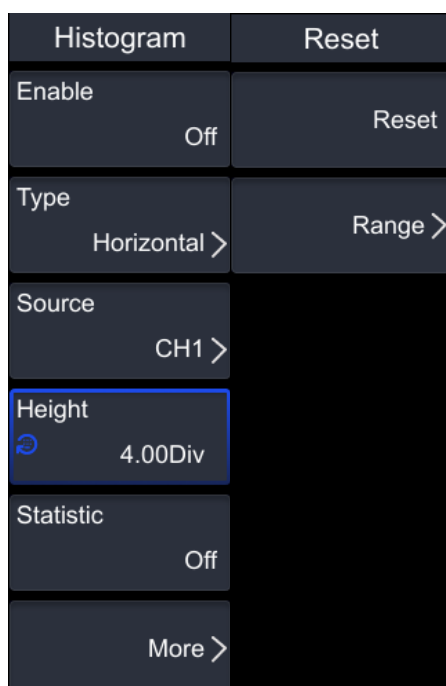 Histogram
Enable
Off
Type
Horizontal
Source
CH1
Height
4.00Div
Statistic
Off
More
Reset
Reset
Range